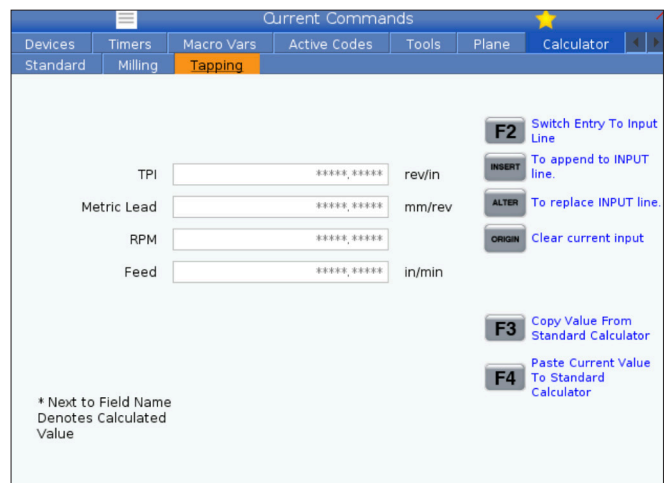 Current Commands
Devices Timers Macro Vars Active Codes Tools Plane Calculator
Standard Milling Tapping
F2 Switch Entry To Input
Line
INSERT To append to INPUT
line.
TPI *****.***** rev/in
Metric Lead *****.***** mm/rev
ALTER To replace INPUT line.
RPM *****.*****
ORIGIN Clear current input
Feed *****.***** in/min
F3 Copy Value From
Standard Calculator
F4 Paste Current Value
To Standard
Calculator
* Next to Field Name
Denotes Calculated
Value